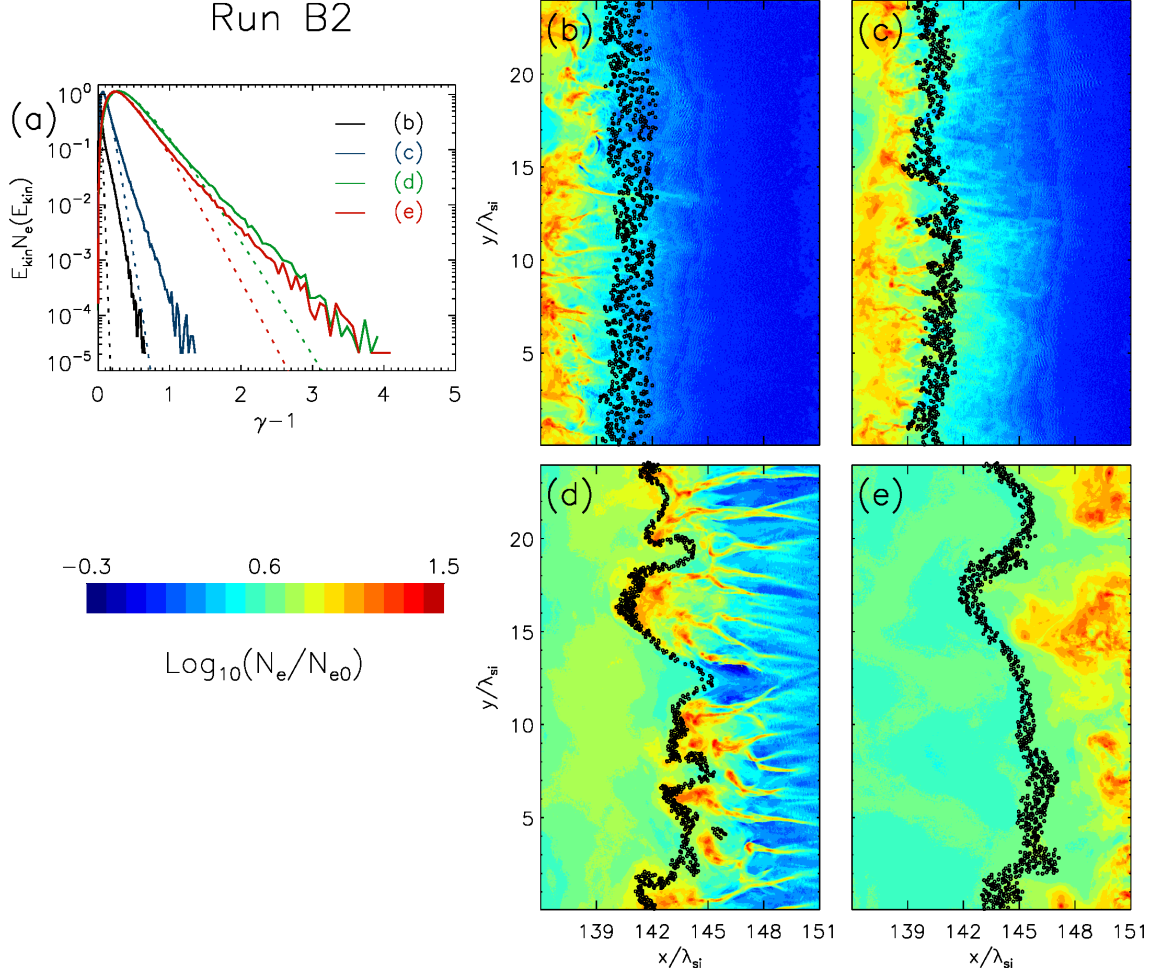 Run B2
(a)
E_kin N_e(E_kin)
10^0
10^-1
10^-2
10^-3
10^-4
10^-5
0 1 2 3 4 5
γ−1
(b)
(c)
(d)
(e)
(b)
y/λ_si
20
15
10
5
(c)
−0.3 0.6 1.5
Log_10(N_e/N_e0)
(d)
y/λ_si
20
15
10
5
139 142 145 148 151
x/λ_si
(e)
139 142 145 148 151
x/λ_si